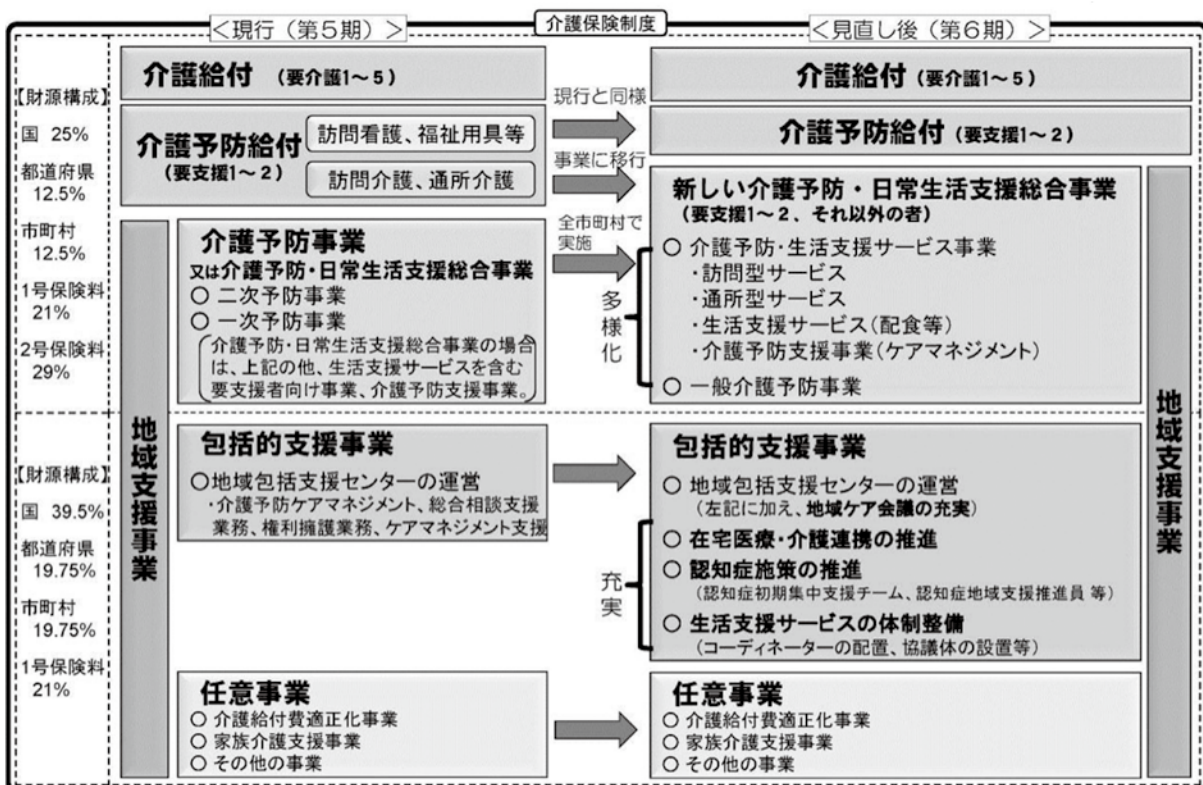 介護保険制度
＜現行（第５期）＞
＜見直し後（第６期）＞
【財源構成】
国 25%
都道府県
12.5%
市町村
12.5%
1号保険料
21%
2号保険料
29%
【財源構成】
国 39.5%
都道府県
19.75%
市町村
19.75%
1号保険料
21%
介護給付 （要介護1～5）
介護予防給付
（要支援1～2）
訪問看護、福祉用具等
訪問介護、通所介護
地域支援事業
介護予防事業
又は介護予防・日常生活支援総合事業
○ 二次予防事業
○ 一次予防事業
介護予防・日常生活支援総合事業の場合
は、上記の他、生活支援サービスを含む
要支援者向け事業、介護予防支援事業。
包括的支援事業
○地域包括支援センターの運営
・介護予防ケアマネジメント、総合相談支援
業務、権利擁護業務、ケアマネジメント支援
任意事業
○ 介護給付費適正化事業
○ 家族介護支援事業
○ その他の事業
現行と同様
事業に移行
全市町村で
実施
多様化
充実
介護給付 （要介護1～5）
介護予防給付 （要支援1～2）
新しい介護予防・日常生活支援総合事業
（要支援1～2、それ以外の者）
○ 介護予防・生活支援サービス事業
・訪問型サービス
・通所型サービス
・生活支援サービス（配食等）
・介護予防支援事業（ケアマネジメント）
○ 一般介護予防事業
包括的支援事業
○ 地域包括支援センターの運営
（左記に加え、地域ケア会議の充実）
○ 在宅医療・介護連携の推進
○ 認知症施策の推進
（認知症初期集中支援チーム、認知症地域支援推進員 等）
○ 生活支援サービスの体制整備
（コーディネーターの配置、協議体の設置等）
任意事業
○ 介護給付費適正化事業
○ 家族介護支援事業
○ その他の事業
地域支援事業